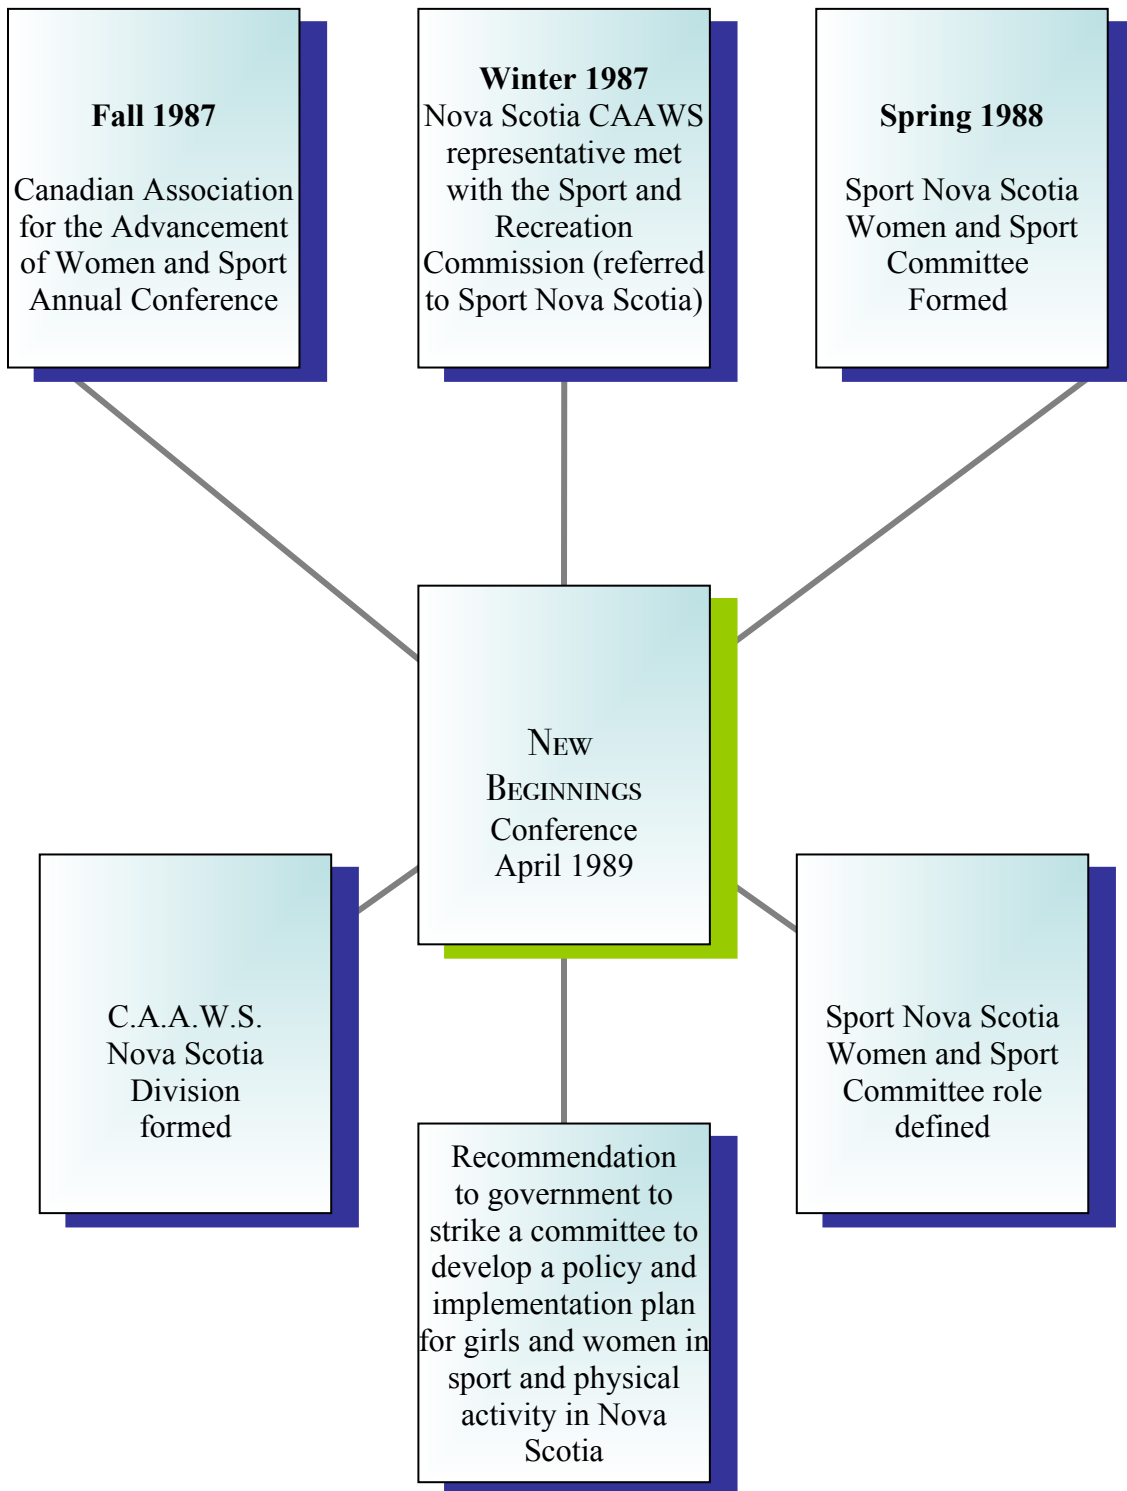 Fall 1987
Canadian Association
for the Advancement
of Women and Sport
Annual Conference
Winter 1987
Nova Scotia CAAWS
representative met
with the Sport and
Recreation
Commission (referred
to Sport Nova Scotia)
Spring 1988
Sport Nova Scotia
Women and Sport
Committee
Formed
NEW
BEGINNINGS
Conference
April 1989
C.A.A.W.S.
Nova Scotia
Division
formed
Recommendation
to government to
strike a committee to
develop a policy and
implementation plan
for girls and women in
sport and physical
activity in Nova
Scotia
Sport Nova Scotia
Women and Sport
Committee role
defined